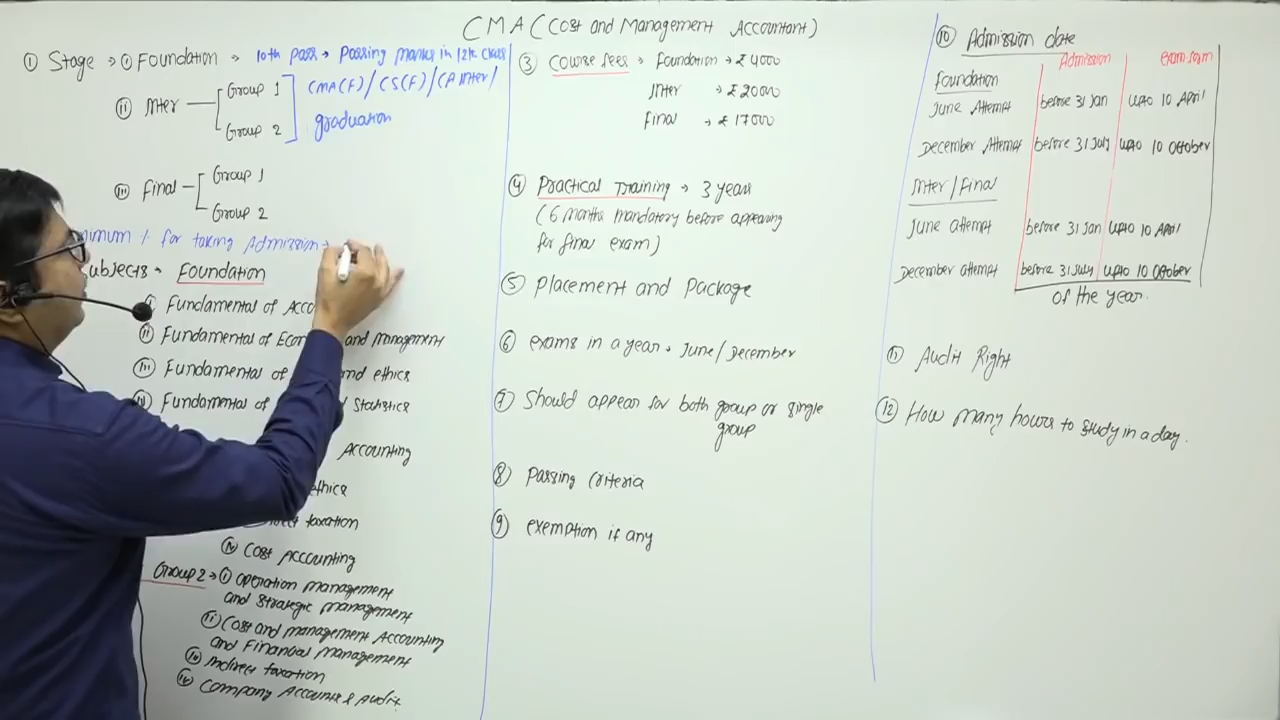 CMA (Cost and Management Accountant)
① Stage → ① Foundation → 10th pass → Passing marks in 12th class
ⅱ Inter — Group 1
Group 2
CMA(F)/CS(F)/CA Inter/
graduation
ⅲ Final — Group 1
Group 2
nimum % for taking Admission →
ubjects → Foundation
ⅰ Fundamental of Acco
ⅱ Fundamental of Econ and management
ⅲ Fundamental of and ethics
ⅳ Fundamental of Statistics
Accounting
ethics
taxation
ⅳ Cost Accounting
Group 2 → ① Operation management
and strategic management
ⅱ Cost and management Accounting
and Financial management
Indirect taxation
ⅳ Company Accounts & Audit
③ Course fees → Foundation → ₹ 4000
Inter → ₹ 20000
Final → ₹ 17000
④ Practical Training → 3 years
(6 months mandatory before appearing
for final exam)
⑤ Placement and Package
⑥ exams in a year → June/December
⑦ Should appear for both group or single
group
⑧ Passing Criteria
⑨ exemption if any
⑩ Admission date
Admission exam form
Foundation
June Attempt before 31 Jan upto 10 April
December Attempt before 31 July upto 10 October
Inter/Final
June attempt before 31 Jan upto 10 April
December attempt before 31 July upto 10 October
of the year.
⑪ Audit Right
⑫ How many hours to study in a day.